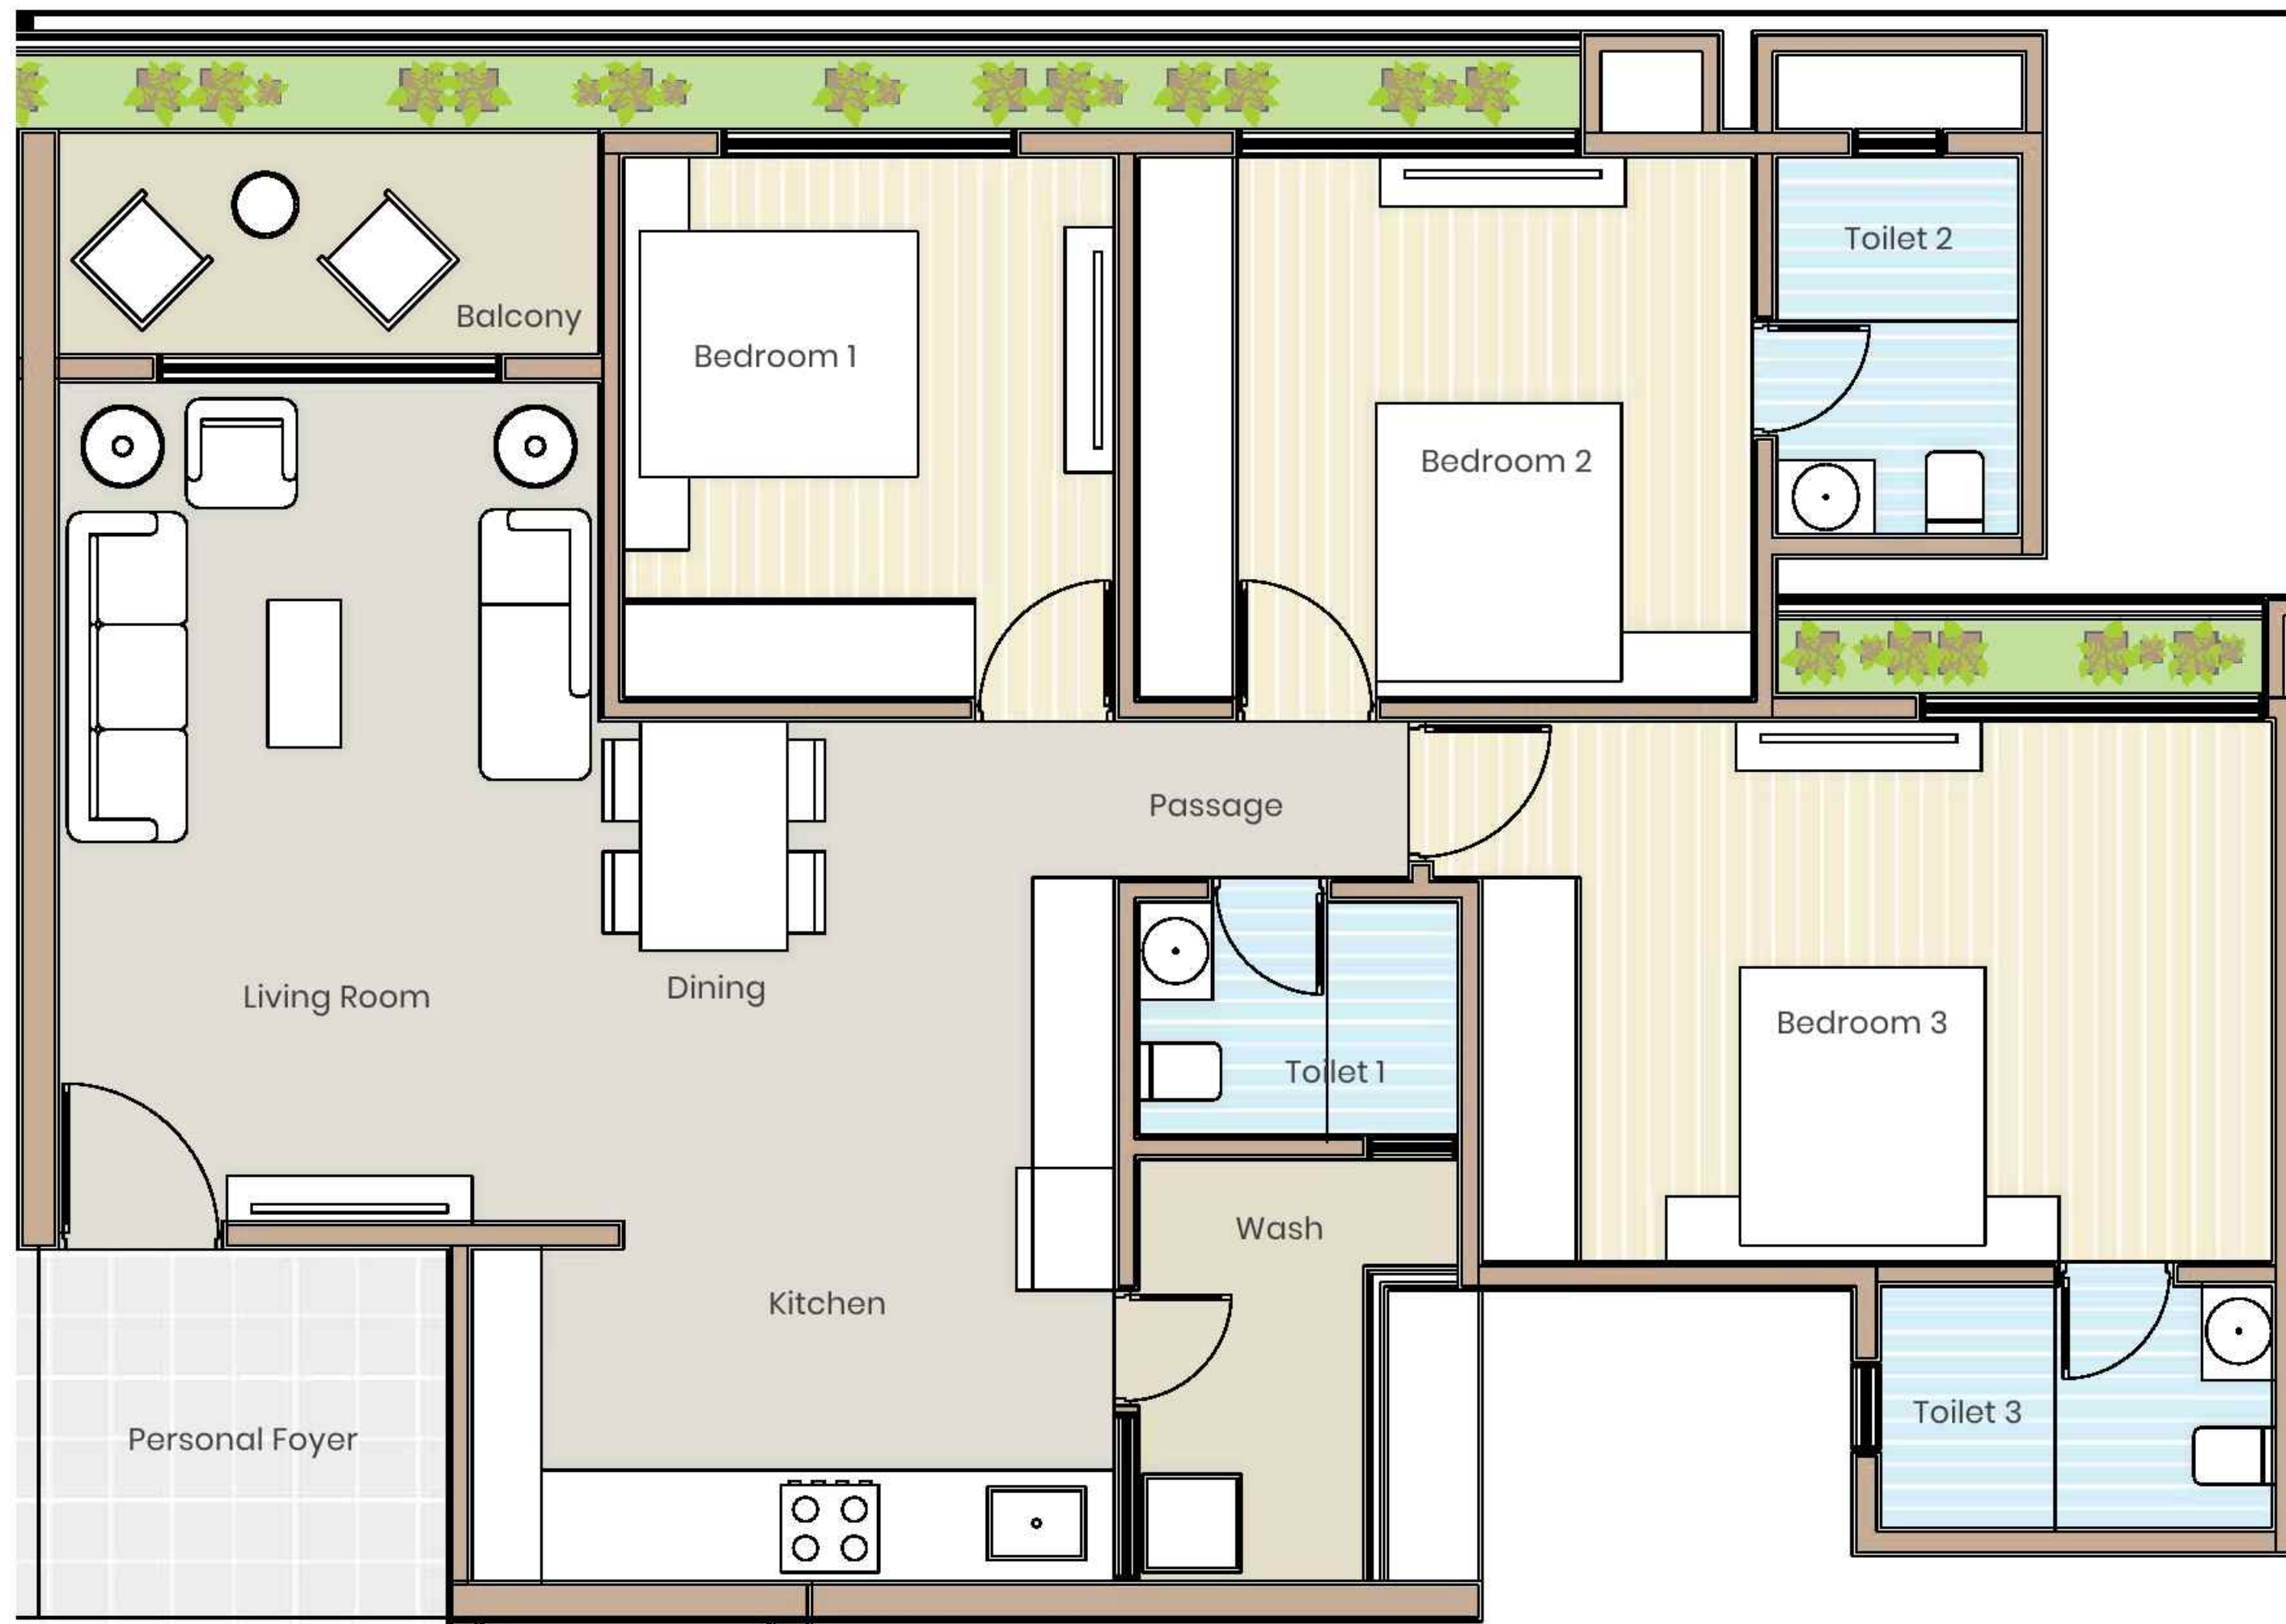 Toilet 2
Balcony
Bedroom 1
Bedroom 2
Passage
Living Room
Dining
Bedroom 3
Toilet 1
Wash
Kitchen
Personal Foyer
Toilet 3